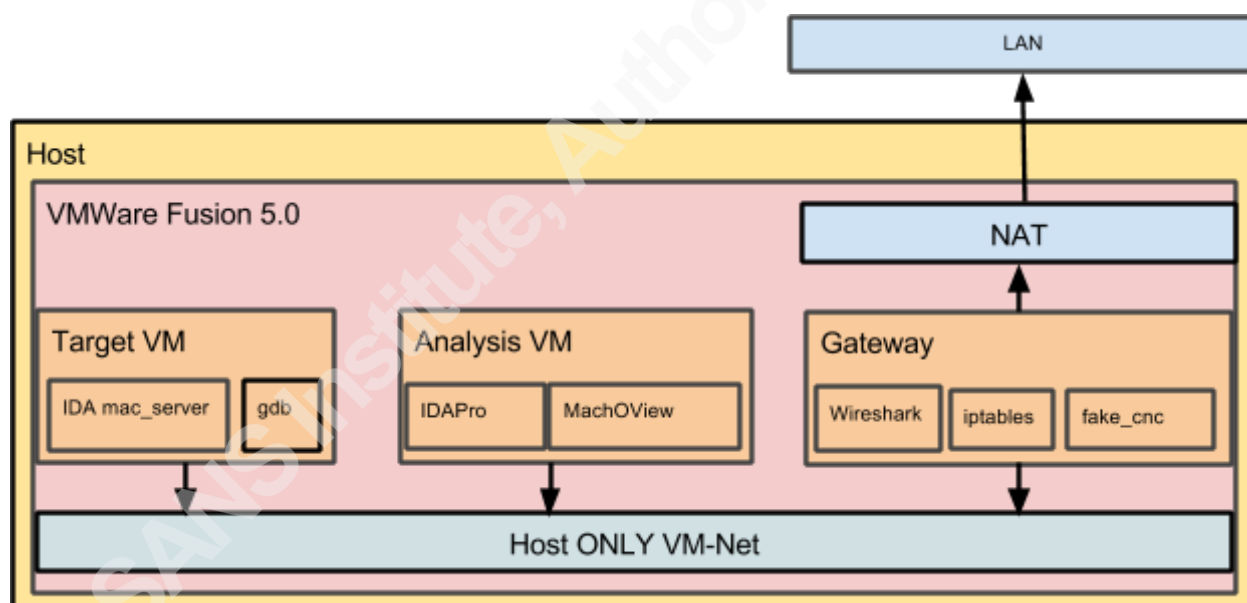 LAN
Host
VMWare Fusion 5.0
NAT
Target VM
IDA mac_server
gdb
Analysis VM
IDAPro
MachOView
Gateway
Wireshark
iptables
fake_cnc
Host ONLY VM-Net
SANS Institute, Autho